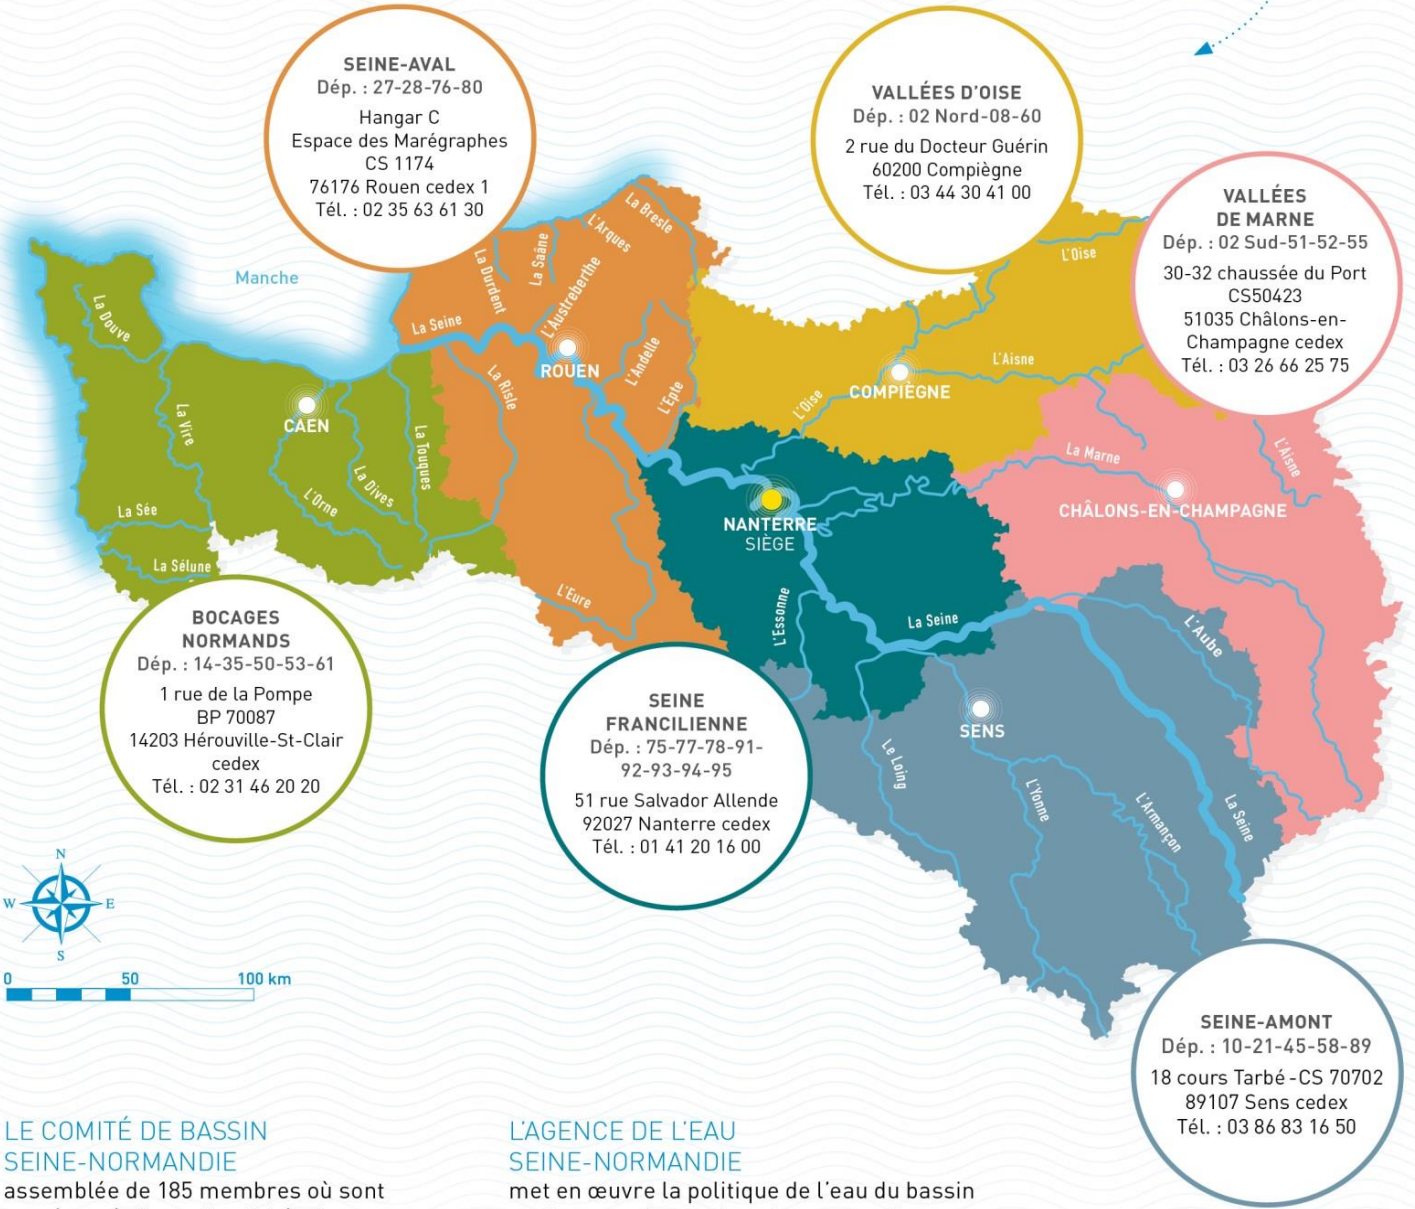 SEINE-AVAL
Dép. : 27-28-76-80
Hangar C
Espace des Marégraphes
CS 1174
76176 Rouen cedex 1
Tél. : 02 35 63 61 30
VALLÉES D'OISE
Dép. : 02 Nord-08-60
2 rue du Docteur Guérin
60200 Compiègne
Tél. : 03 44 30 41 00
VALLÉES
DE MARNE
Dép. : 02 Sud-51-52-55
30-32 chaussée du Port
CS50423
51035 Châlons-en-
Champagne cedex
Tél. : 03 26 66 25 75
Manche
La Bresle
L'Arques
La Saâne
La Durdent
L'Austreberthe
La Seine
ROUEN
L'Andelle
L'Epte
La Risle
L'Eure
La Douve
La Vire
CAEN
La Touques
La Dives
L'Orne
La Sée
La Sélune
L'Oise
L'Aisne
COMPIÈGNE
L'Oise
La Marne
L'Aisne
CHÂLONS-EN-CHAMPAGNE
NANTERRE
SIÈGE
L'Essonne
La Seine
L'Aube
SENS
Le Loing
L'Yonne
L'Armançon
La Seine
BOCAGES
NORMANDS
Dép. : 14-35-50-53-61
1 rue de la Pompe
BP 70087
14203 Hérouville-St-Clair
cedex
Tél. : 02 31 46 20 20
SEINE
FRANCILIENNE
Dép. : 75-77-78-91-
92-93-94-95
51 rue Salvador Allende
92027 Nanterre cedex
Tél. : 01 41 20 16 00
N
W E
S
0 50 100 km
SEINE-AMONT
Dép. : 10-21-45-58-89
18 cours Tarbé - CS 70702
89107 Sens cedex
Tél. : 03 86 83 16 50
LE COMITÉ DE BASSIN
SEINE-NORMANDIE
assemblée de 185 membres où sont
L'AGENCE DE L'EAU
SEINE-NORMANDIE
met en œuvre la politique de l'eau du bassin